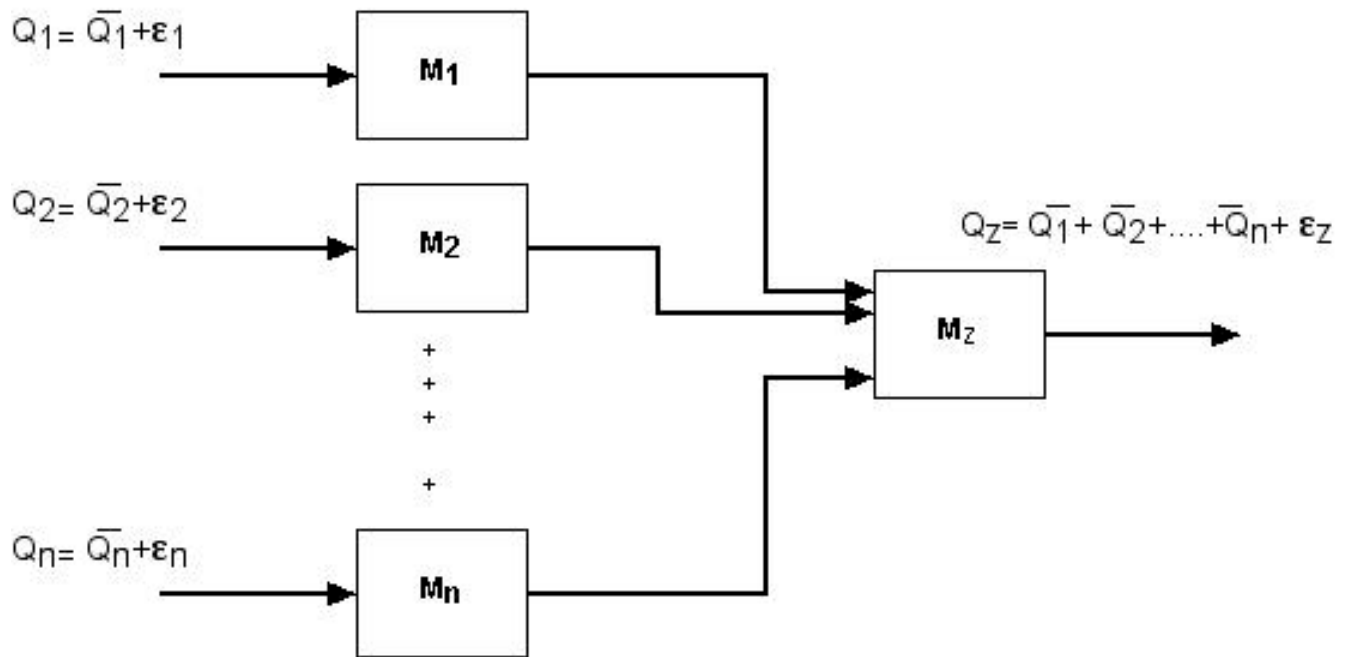 Q1= Q̅1+ε1
M1
Q2= Q̅2+ε2
M2
Qz= Q̅1+ Q̅2+....+Q̅n+ εz
Mz
+
+
+
+
Qn= Q̅n+εn
Mn